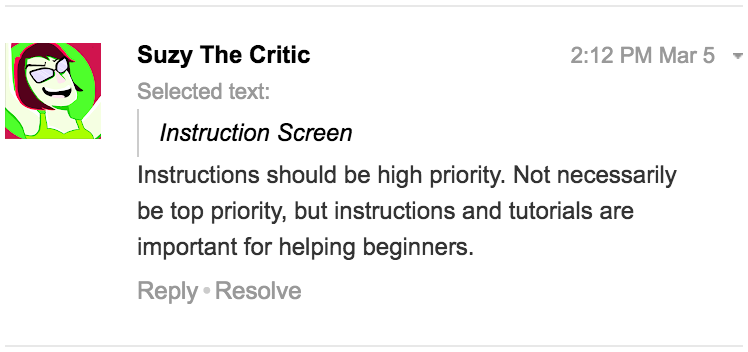 Suzy The Critic 2:12 PM Mar 5
Selected text:
Instruction Screen
Instructions should be high priority. Not necessarily
be top priority, but instructions and tutorials are
important for helping beginners.
Reply • Resolve